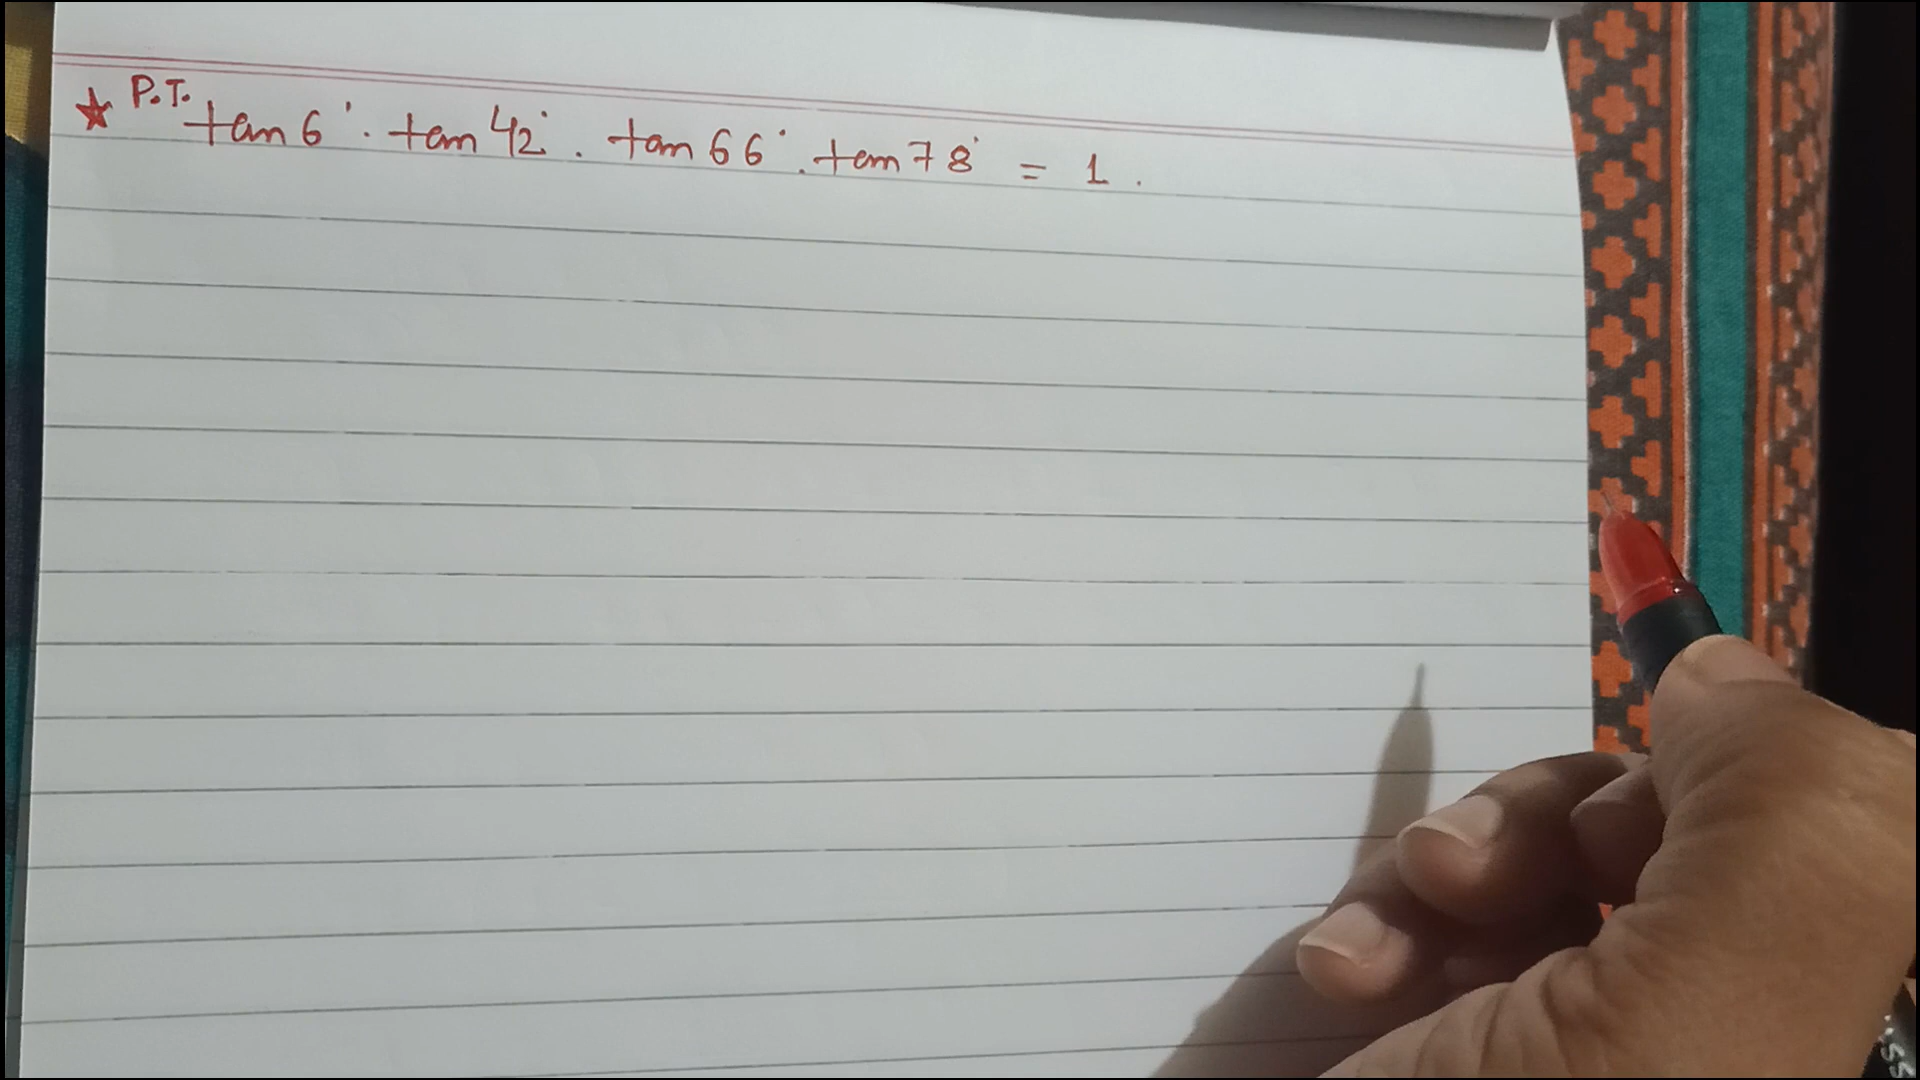 ★ P.T. tan 6° . tan 42° . tan 66° . tan 78° = 1 .